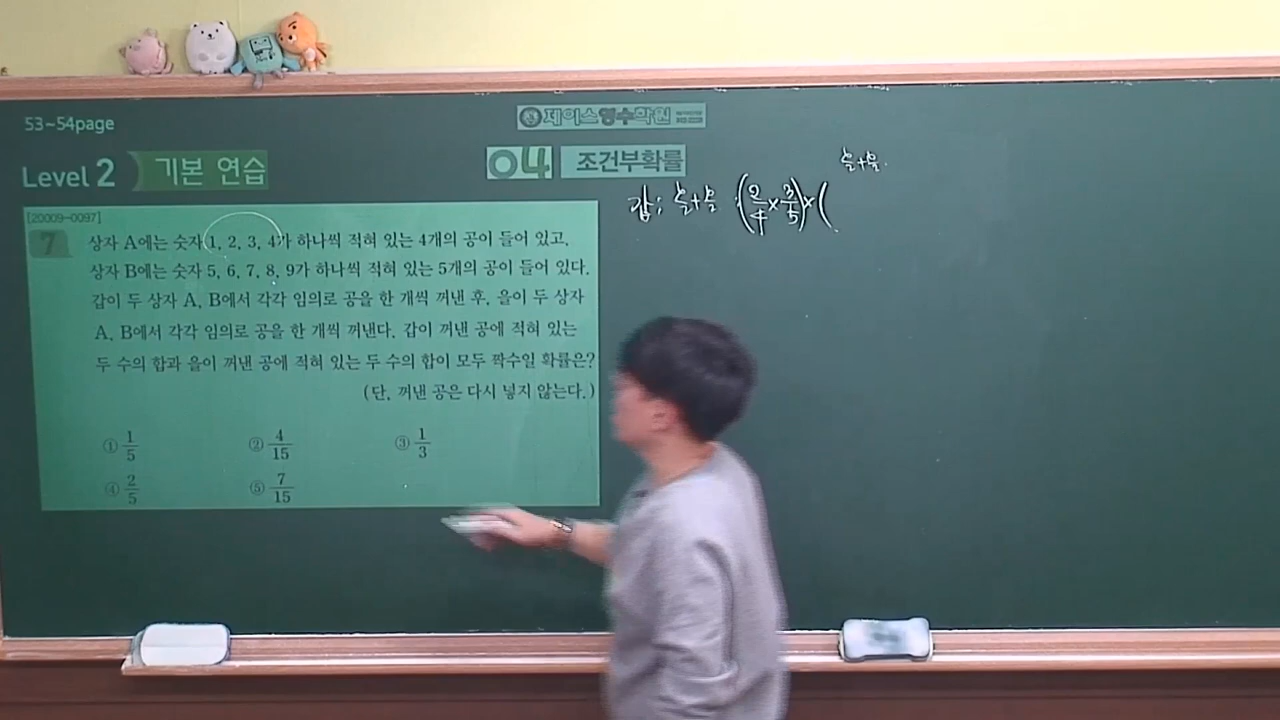 53~54page
제이스영수학원
Level 2 기본 연습
04 조건부확률
[20009-0097]
7 상자 A에는 숫자 1, 2, 3, 4가 하나씩 적혀 있는 4개의 공이 들어 있고,
상자 B에는 숫자 5, 6, 7, 8, 9가 하나씩 적혀 있는 5개의 공이 들어 있다.
갑이 두 상자 A, B에서 각각 임의로 공을 한 개씩 꺼낸 후, 을이 두 상자
A, B에서 각각 임의로 공을 한 개씩 꺼낸다. 갑이 꺼낸 공에 적혀 있는
두 수의 합과 을이 꺼낸 공에 적혀 있는 두 수의 합이 모두 짝수일 확률은?
(단, 꺼낸 공은 다시 넣지 않는다.)
① 1/5 ② 4/15 ③ 1/3
④ 2/5 ⑤ 7/15
홀+홀
갑: 홀+홀 (2/4×3/5)×(